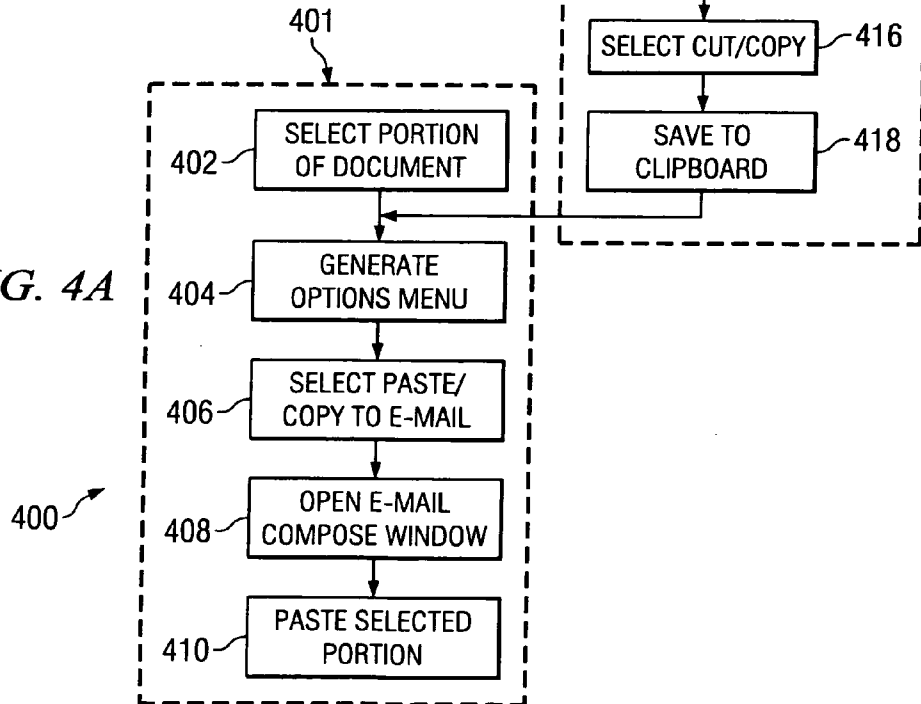 401
SELECT CUT/COPY
416
SELECT PORTION
OF DOCUMENT
402
SAVE TO
CLIPBOARD
418
G. 4A
GENERATE
OPTIONS MENU
404
SELECT PASTE/
COPY TO E-MAIL
406
OPEN E-MAIL
COMPOSE WINDOW
408
400
PASTE SELECTED
PORTION
410